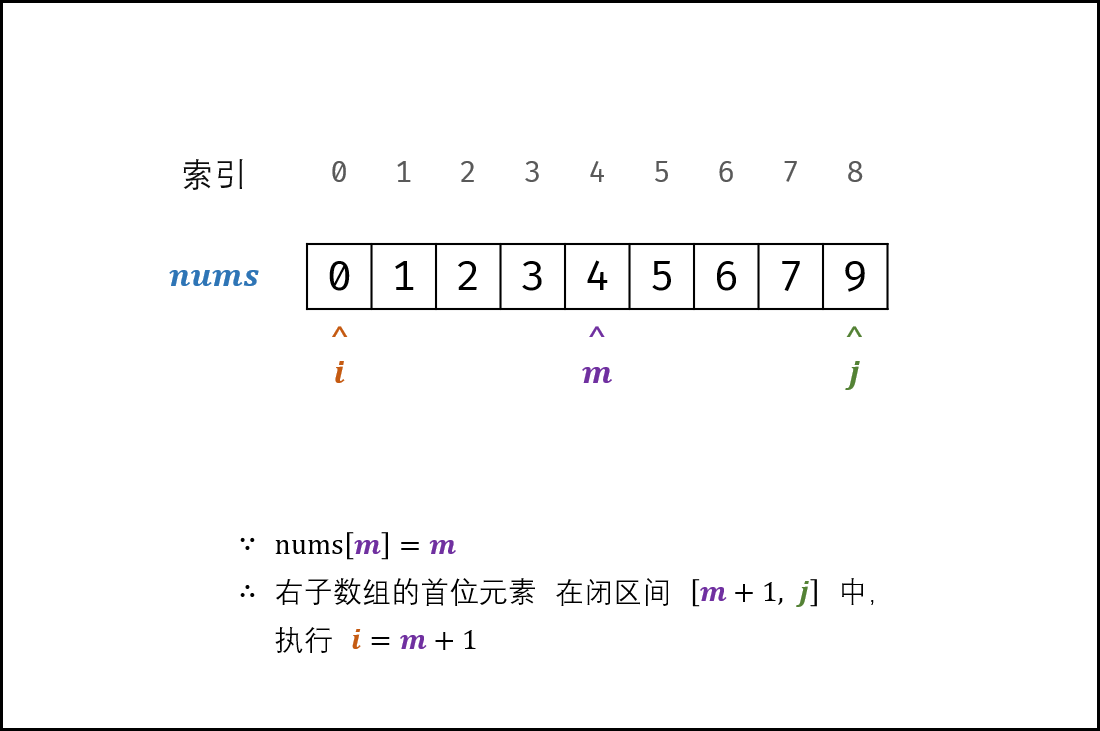 索引 0 1 2 3 4 5 6 7 8
nums 0 1 2 3 4 5 6 7 9
^ ^ ^
i m j
∵ nums[m] = m
∴ 右子数组的首位元素 在闭区间 [m + 1, j] 中,
执行 i = m + 1